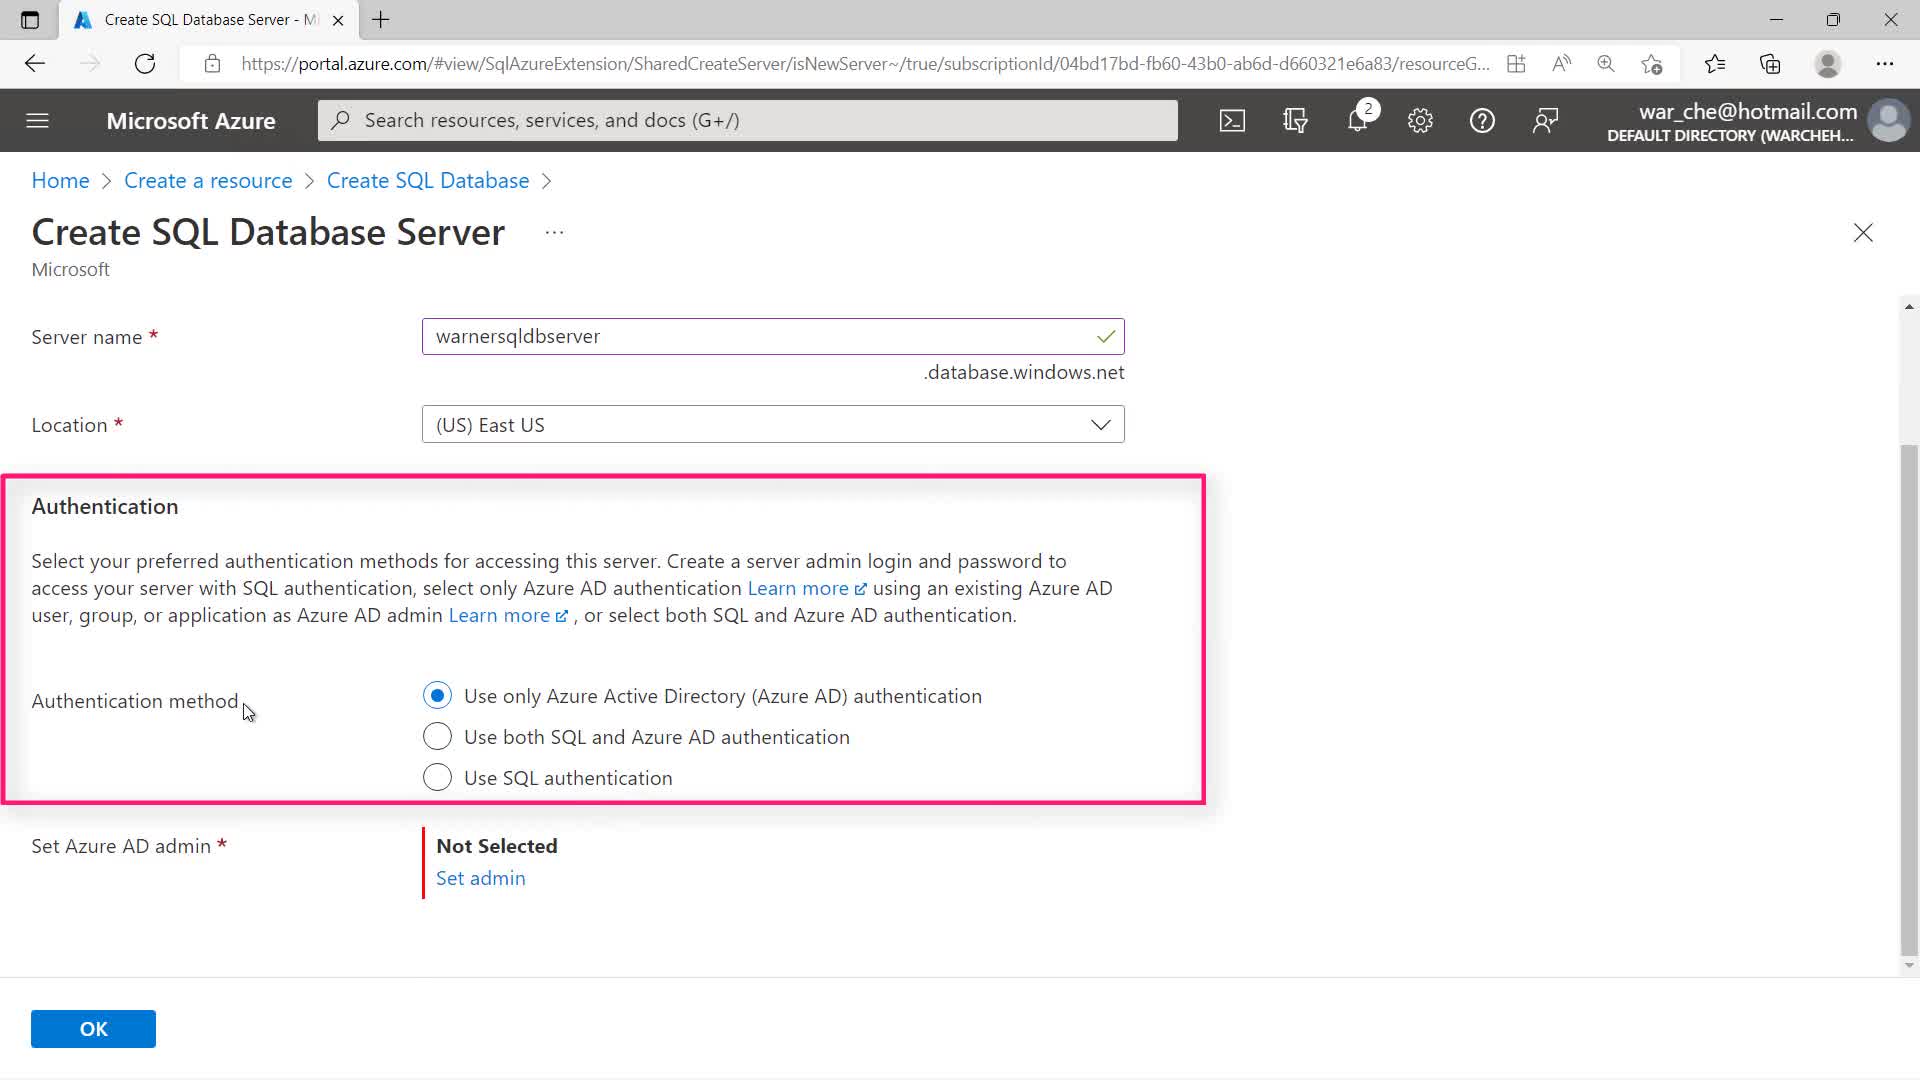 Create SQL Database Server - Mi
https://portal.azure.com/#view/SqlAzureExtension/SharedCreateServer/isNewServer~/true/subscriptionId/04bd17bd-fb60-43b0-ab6d-d660321e6a83/resourceG...
Microsoft Azure
Search resources, services, and docs (G+/)
2
war_che@hotmail.com
DEFAULT DIRECTORY (WARCHEH...
Home > Create a resource > Create SQL Database >
Create SQL Database Server ...
Microsoft
Server name *
warnersqldbserver
.database.windows.net
Location *
(US) East US
Authentication
Select your preferred authentication methods for accessing this server. Create a server admin login and password to
access your server with SQL authentication, select only Azure AD authentication Learn more using an existing Azure AD
user, group, or application as Azure AD admin Learn more , or select both SQL and Azure AD authentication.
Authentication method
Use only Azure Active Directory (Azure AD) authentication
Use both SQL and Azure AD authentication
Use SQL authentication
Set Azure AD admin *
Not Selected
Set admin
OK